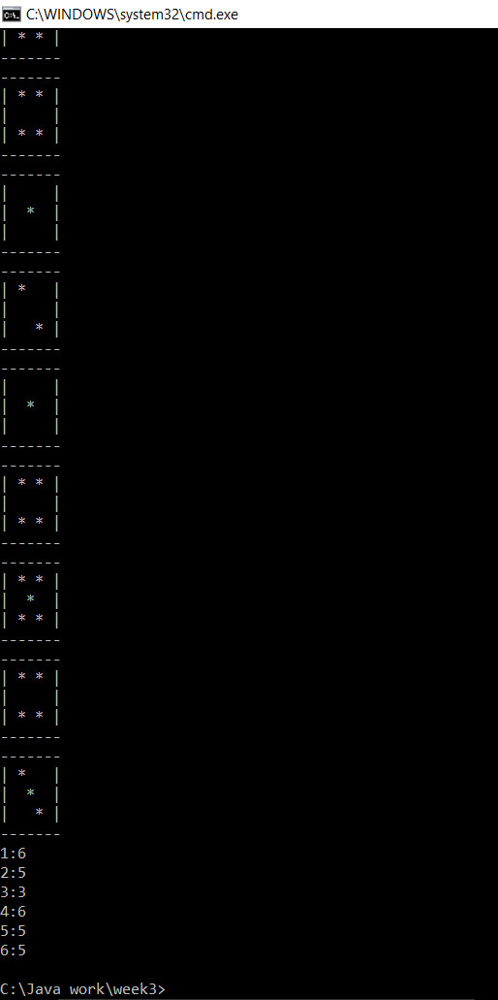 C:\WINDOWS\system32\cmd.exe
| * * |
-------
-------
| * * |
|     |
| * * |
-------
-------
|     |
|  *  |
|     |
-------
-------
| *   |
|     |
|   * |
-------
-------
|     |
|  *  |
|     |
-------
-------
| * * |
|     |
| * * |
-------
-------
| * * |
|  *  |
| * * |
-------
-------
| * * |
|     |
| * * |
-------
-------
| *   |
|  *  |
|   * |
-------
1:6
2:5
3:3
4:6
5:5
6:5
C:\Java work\week3>